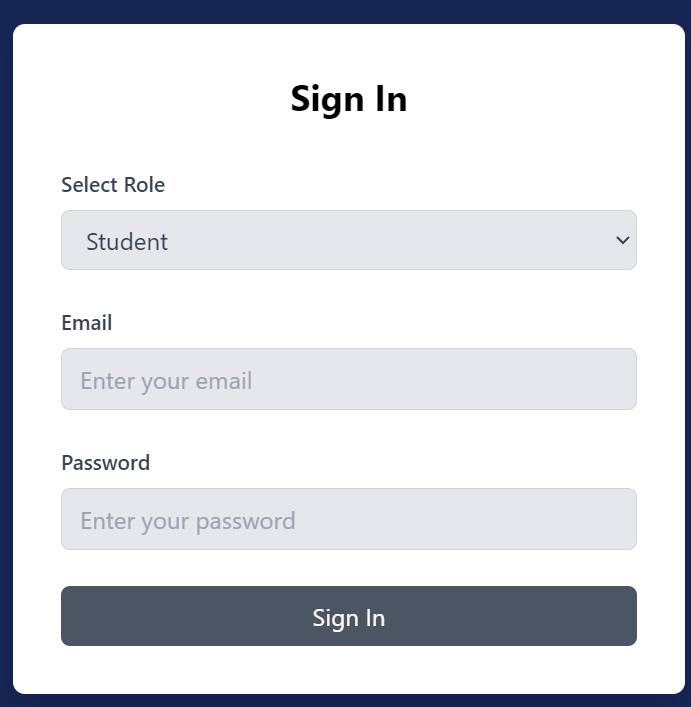 Sign In
Select Role
Student
Email
Enter your email
Password
Enter your password
Sign In